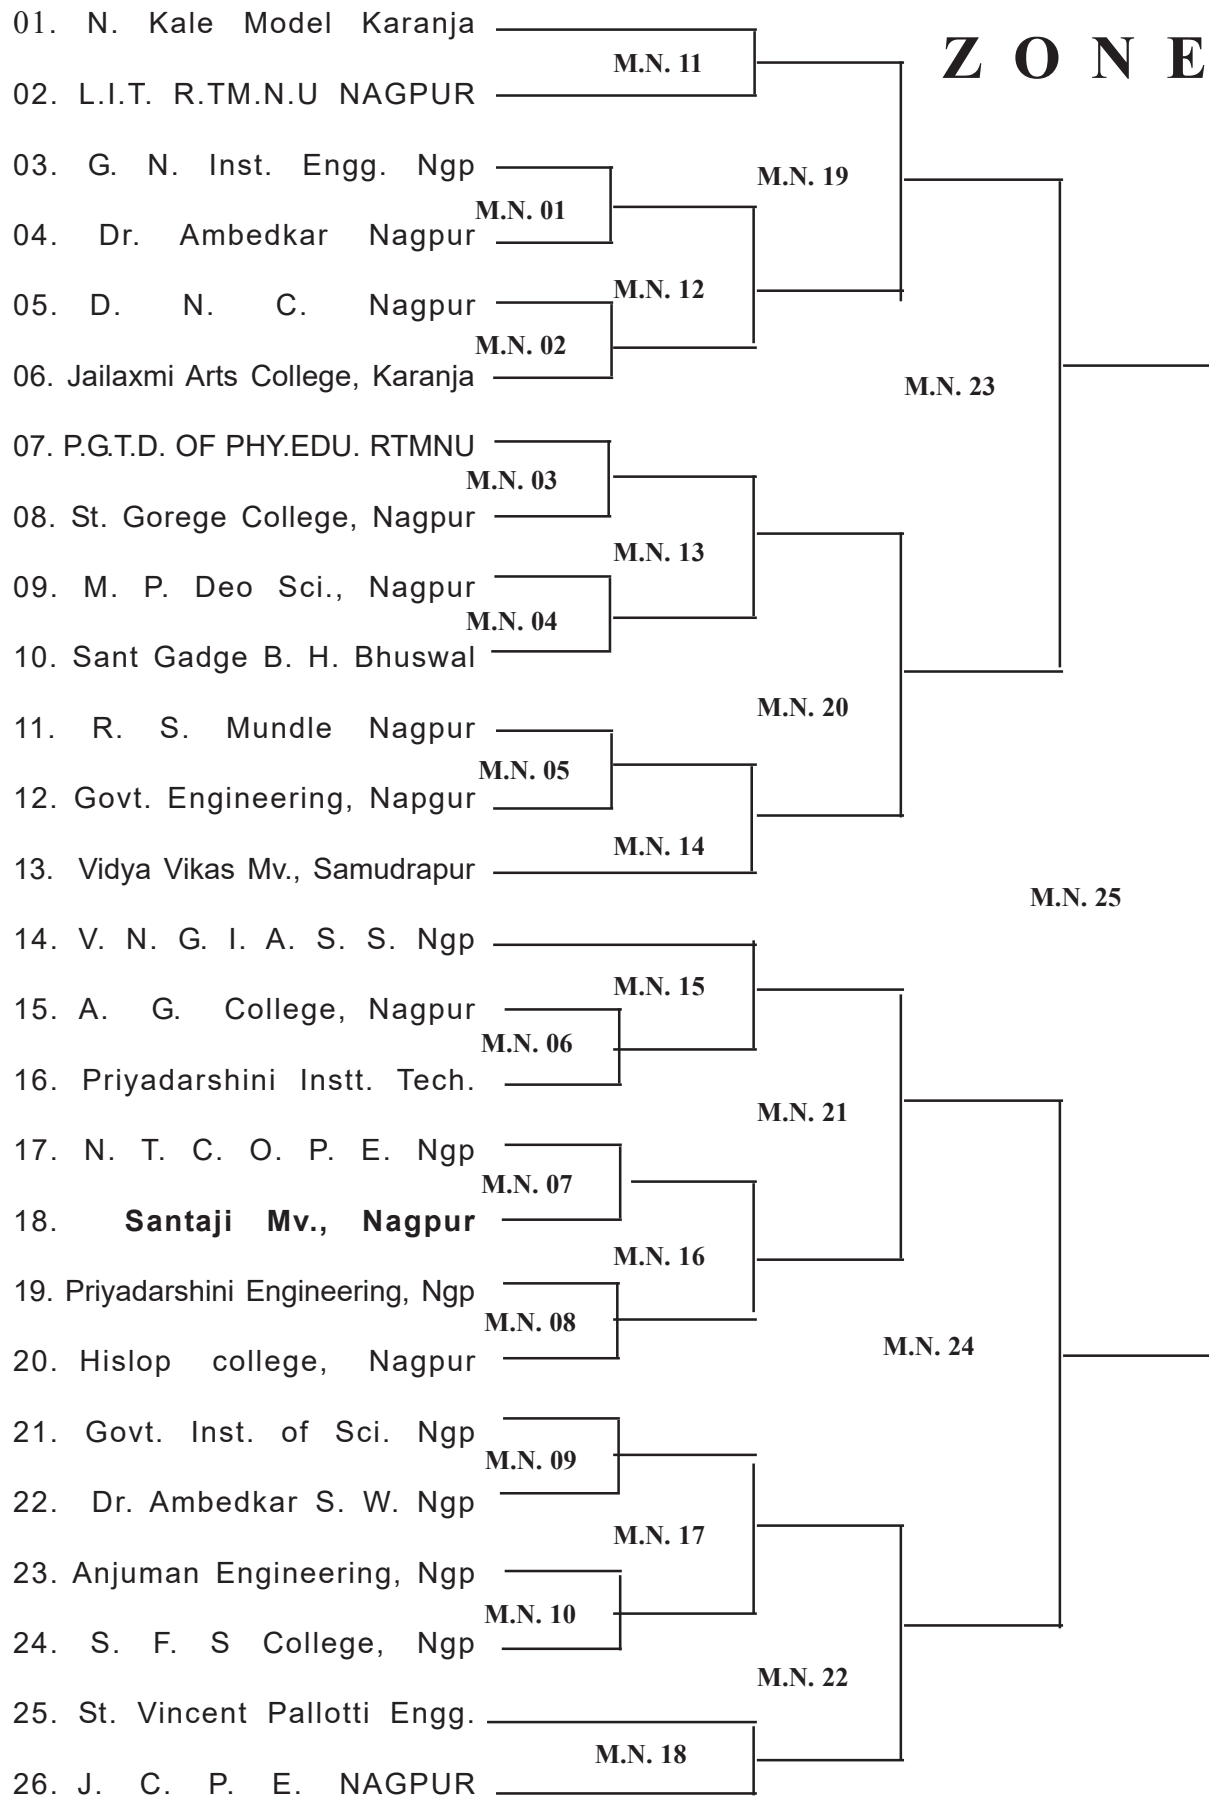 01. N. Kale Model Karanja
ZONE
M.N. 11
02. L.I.T. R.TM.N.U NAGPUR
03. G. N. Inst. Engg. Ngp
M.N. 19
M.N. 01
04. Dr. Ambedkar Nagpur
M.N. 12
05. D. N. C. Nagpur
M.N. 02
06. Jailaxmi Arts College, Karanja
M.N. 23
07. P.G.T.D. OF PHY.EDU. RTMNU
M.N. 03
08. St. Gorege College, Nagpur
M.N. 13
09. M. P. Deo Sci., Nagpur
M.N. 04
10. Sant Gadge B. H. Bhuswal
M.N. 20
11. R. S. Mundle Nagpur
M.N. 05
12. Govt. Engineering, Napgur
M.N. 14
13. Vidya Vikas Mv., Samudrapur
M.N. 25
14. V. N. G. I. A. S. S. Ngp
M.N. 15
15. A. G. College, Nagpur
M.N. 06
16. Priyadarshini Instt. Tech.
M.N. 21
17. N. T. C. O. P. E. Ngp
M.N. 07
18. Santaji Mv., Nagpur
M.N. 16
19. Priyadarshini Engineering, Ngp
M.N. 08
M.N. 24
20. Hislop college, Nagpur
21. Govt. Inst. of Sci. Ngp
M.N. 09
22. Dr. Ambedkar S. W. Ngp
M.N. 17
23. Anjuman Engineering, Ngp
M.N. 10
24. S. F. S College, Ngp
M.N. 22
25. St. Vincent Pallotti Engg.
M.N. 18
26. J. C. P. E. NAGPUR